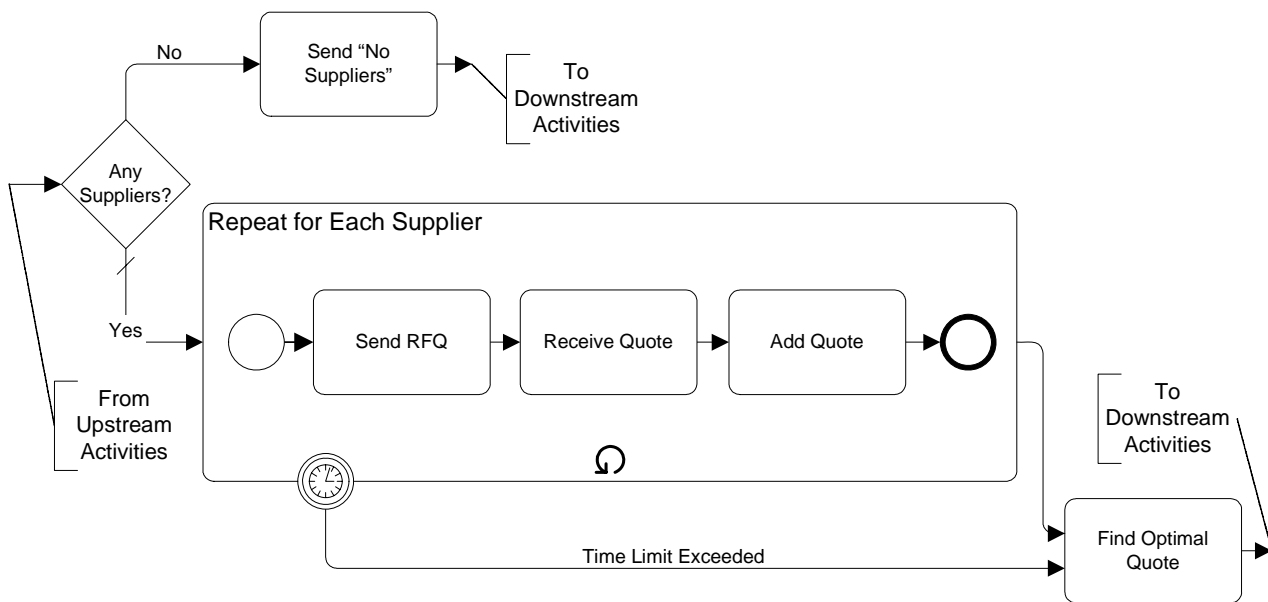 No
Send “No
Suppliers”
To
Downstream
Activities
Any
Suppliers?
Repeat for Each Supplier
Yes
Send RFQ
Receive Quote
Add Quote
From
Upstream
Activities
To
Downstream
Activities
Time Limit Exceeded
Find Optimal
Quote